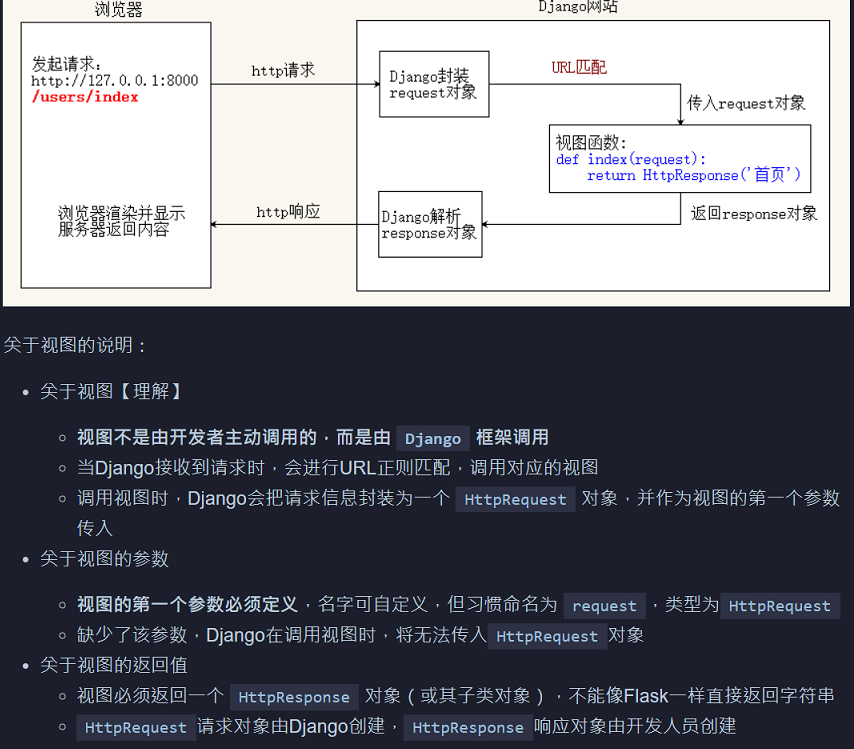 浏览器
Django网站
发起请求:
http://127.0.0.1:8000
/users/index
http请求
Django封装
request对象
URL匹配
传入request对象
视图函数:
def index(request):
return HttpResponse('首页')
浏览器渲染并显示
服务器返回内容
http响应
Django解析
response对象
返回response对象
关于视图的说明：
关于视图【理解】
视图不是由开发者主动调用的，而是由 Django 框架调用
当Django接收到请求时，会进行URL正则匹配，调用对应的视图
调用视图时，Django会把请求信息封装为一个 HttpRequest 对象，并作为视图的第一个参数
传入
关于视图的参数
视图的第一个参数必须定义，名字可自定义，但习惯命名为 request ，类型为 HttpRequest
缺少了该参数，Django在调用视图时，将无法传入 HttpRequest 对象
关于视图的返回值
视图必须返回一个 HttpResponse 对象（或其子类对象），不能像Flask一样直接返回字符串
HttpRequest 请求对象由Django创建，HttpResponse 响应对象由开发人员创建